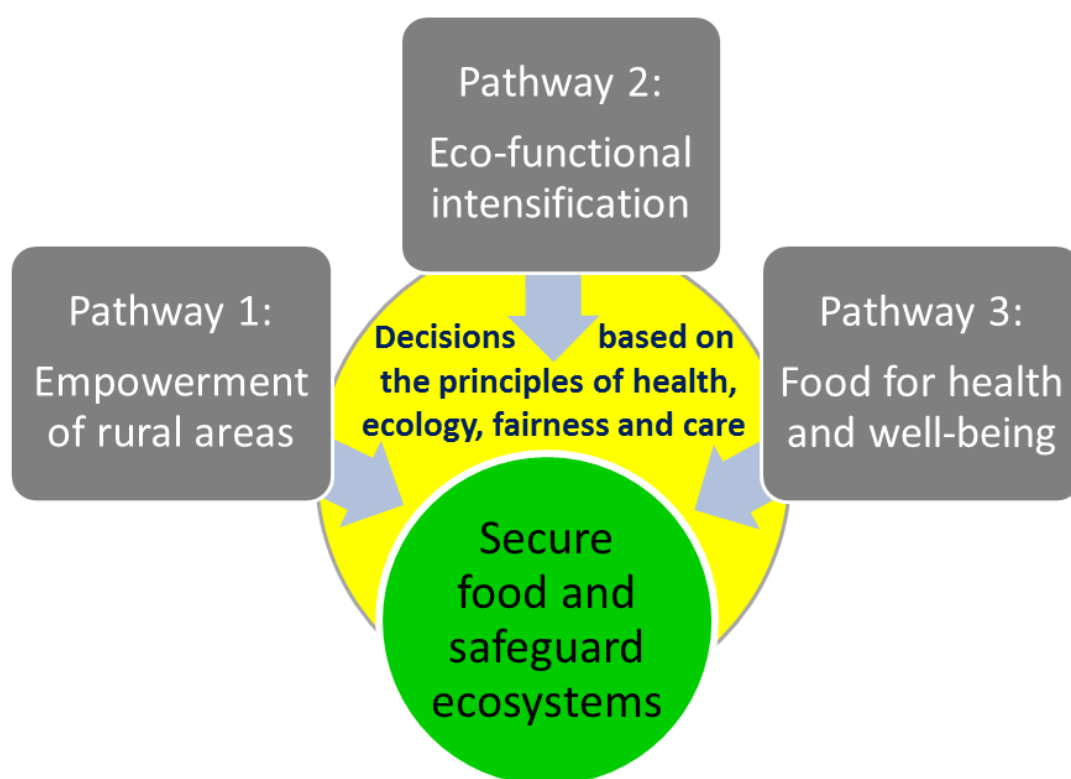 Pathway 1:
Empowerment
of rural areas
Pathway 2:
Eco-functional
intensification
Pathway 3:
Food for health
and well-being
Decisions based on
the principles of health,
ecology, fairness and care
Secure
food and
safeguard
ecosystems